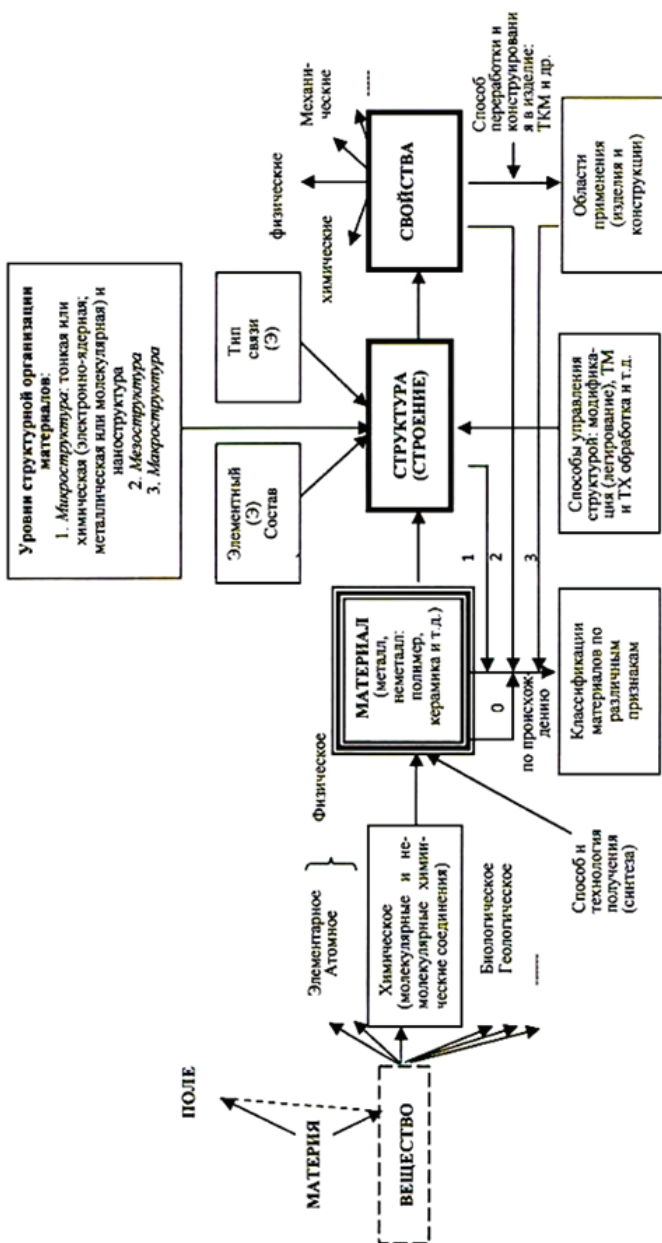 ПОЛЕ
МАТЕРИЯ
ВЕЩЕСТВО
Элементарное
Атомное
Физическое
Химическое
(молекулярные и не-
молекулярные химии-
ческие соединения)
Биологическое
Геологическое
------
Способ и
технология
получения
(синтеза)
МАТЕРИАЛ
(металл,
неметалл:
полимер,
керамика и т.д.)
0
по происхож-
дению
1
2
3
Классификации
материалов по
различным
признакам
Уровни структурной организации
материалов:
1. Микроструктура: тонкая или
химическая (электронно-ядерная;
металлическая или молекулярная) и
наноструктура
2. Мезоструктура
3. Макроструктура
Элементный
(Э)
Состав
Тип
связи
(Э)
СТРУКТУРА
(СТРОЕНИЕ)
Способы управления
структурой: модифика-
ция (легирование), ТМ
и ТХ обработка и т.д.
химические
физические
Механи-
ческие
-----
СВОЙСТВА
Способ
переработки и
конструировани
я в изделие:
ТКМ и др.
Области
применения
(изделия и
конструкции)